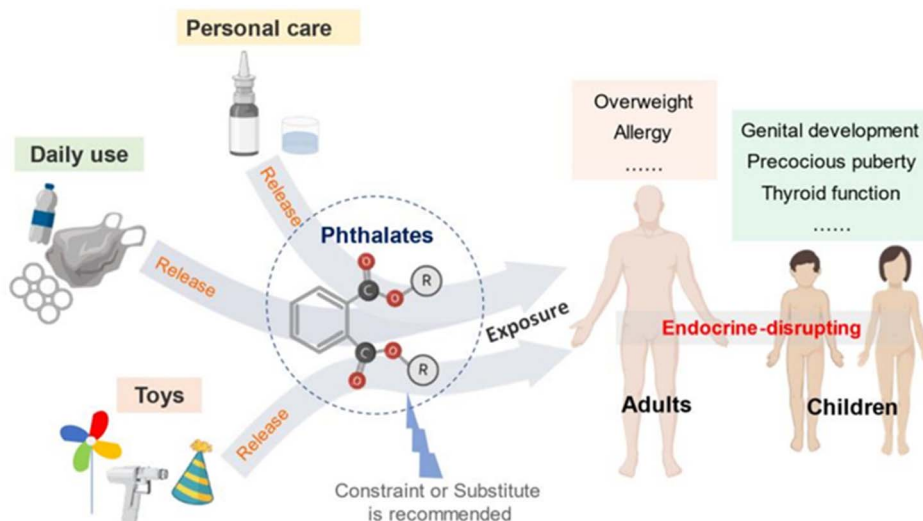 Personal care
Daily use
Toys
Release
Release
Release
Phthalates
O
C
O
R
C
O
R
O
Exposure
Constraint or Substitute
is recommended
Overweight
Allergy
......
Genital development
Precocious puberty
Thyroid function
......
Endocrine-disrupting
Adults
Children